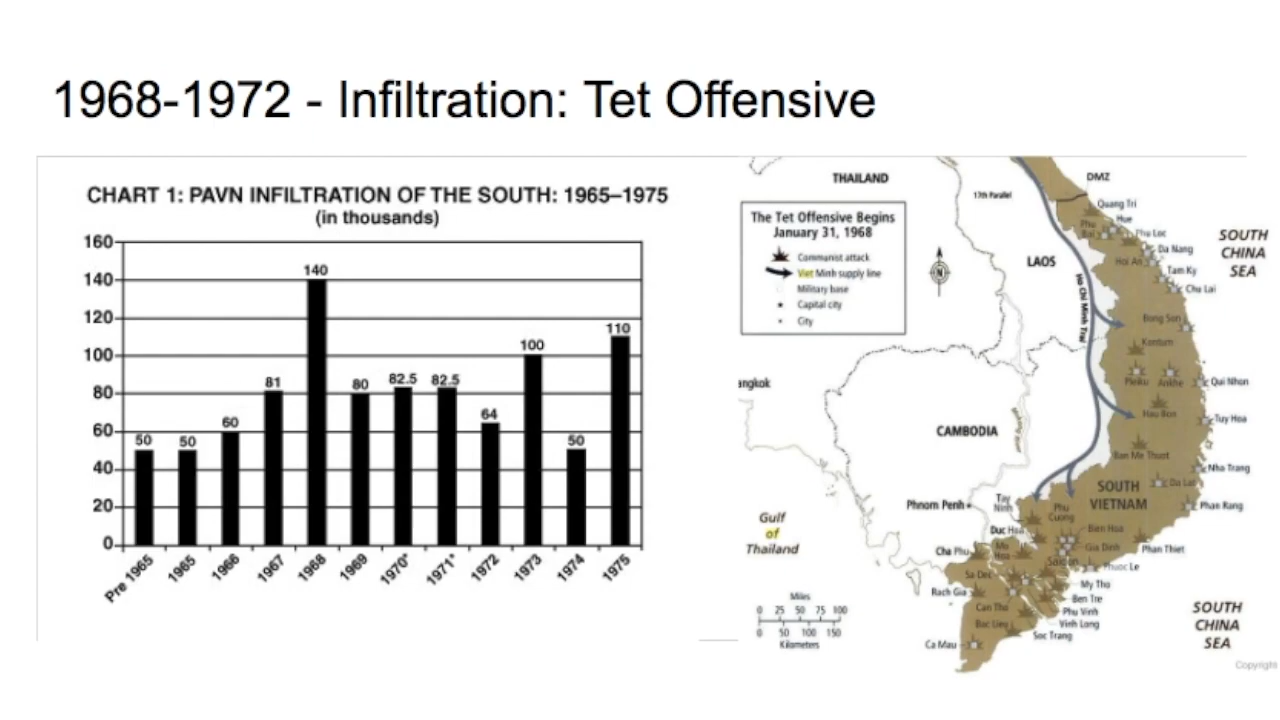 1968-1972 - Infiltration: Tet Offensive
CHART 1: PAVN INFILTRATION OF THE SOUTH: 1965–1975
(in thousands)
160
140
120
100
80
60
40
20
0
50
50
60
81
140
80
82.5
82.5
64
100
50
110
Pre 1965
1965
1966
1967
1968
1969
1970*
1971*
1972
1973
1974
1975
THAILAND
17th Parallel
DMZ
The Tet Offensive Begins
January 31, 1968
Communist attack
Viet Minh supply line
Military base
Capital city
City
N
LAOS
Ho Chi Minh Trail
Quang Tri
Hue
Phu
Bai
Phu Loc
Da Nang
Hoi An
Tam Ky
Chu Lai
SOUTH
CHINA
SEA
Bong Son
Kontum
Pleiku
Ankhe
Qui Nhon
Hau Bon
Tuy Hoa
angkok
CAMBODIA
Ban Me Thuot
Nha Trang
Da Lat
SOUTH
VIETNAM
Phan Rang
Phnom Penh
Tay
Ninh
Phu
Cuong
Gulf
of
Thailand
Duc Hoa
Bien Hoa
Cha Phu
Mo
Hoa
Gia Dinh
Phan Thiet
Saigon
Phuoc Le
Sa Dec
My Tho
Rach Gia
Ben Tre
Can Tho
Phu Vinh
Bac Lieu
Vinh Long
Soc Trang
Ca Mau
Miles
0 25 50 75 100
0 50 100 150
Kilometers
SOUTH
CHINA
SEA
Copyright